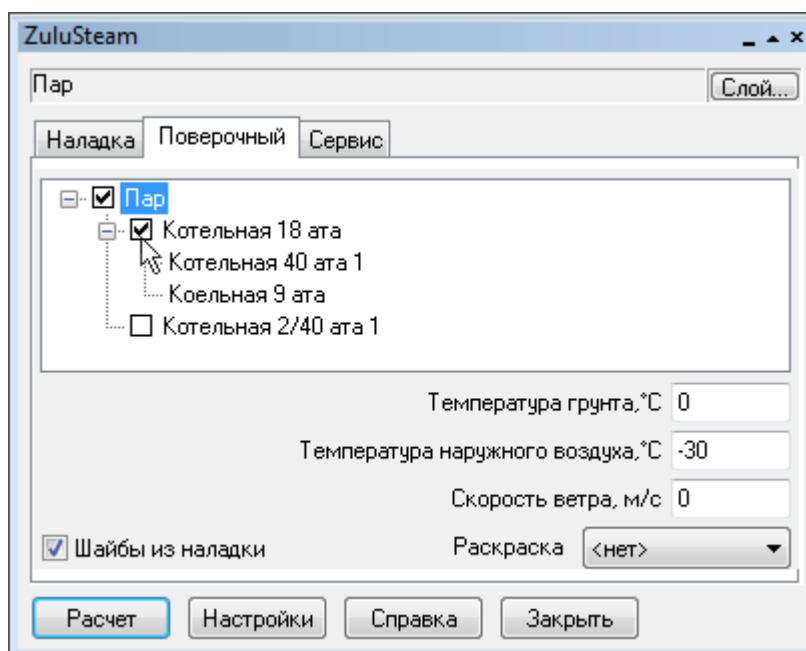 ZuluSteam
Пар
Слой...
Наладка Поверочный Сервис
Пар
Котельная 18 ата
Котельная 40 ата 1
Коельная 9 ата
Котельная 2/40 ата 1
Температура грунта,°C 0
Температура наружного воздуха,°C -30
Скорость ветра, м/с 0
Шайбы из наладки Раскраска <нет>
Расчет Настройки Справка Закрыть